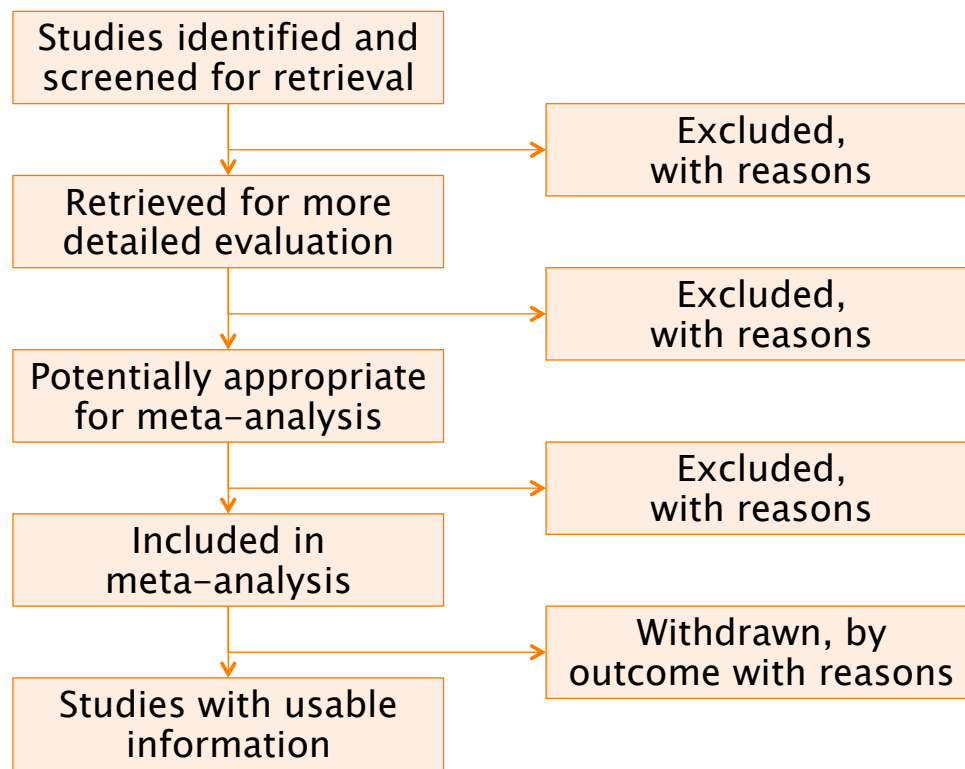 Studies identified and
screened for retrieval
Excluded,
with reasons
Retrieved for more
detailed evaluation
Excluded,
with reasons
Potentially appropriate
for meta-analysis
Excluded,
with reasons
Included in
meta-analysis
Withdrawn, by
outcome with reasons
Studies with usable
information